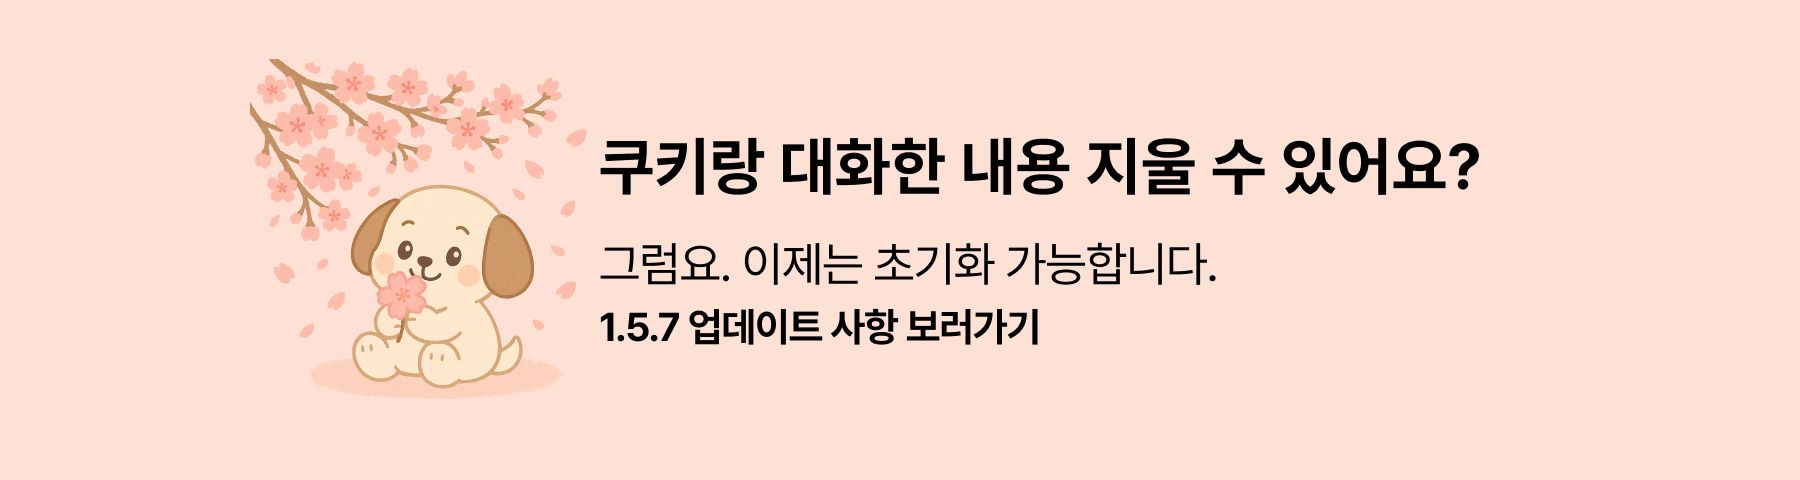 쿠키랑 대화한 내용 지울 수 있어요?
그럼요. 이제는 초기화 가능합니다.
1.5.7 업데이트 사항 보러가기